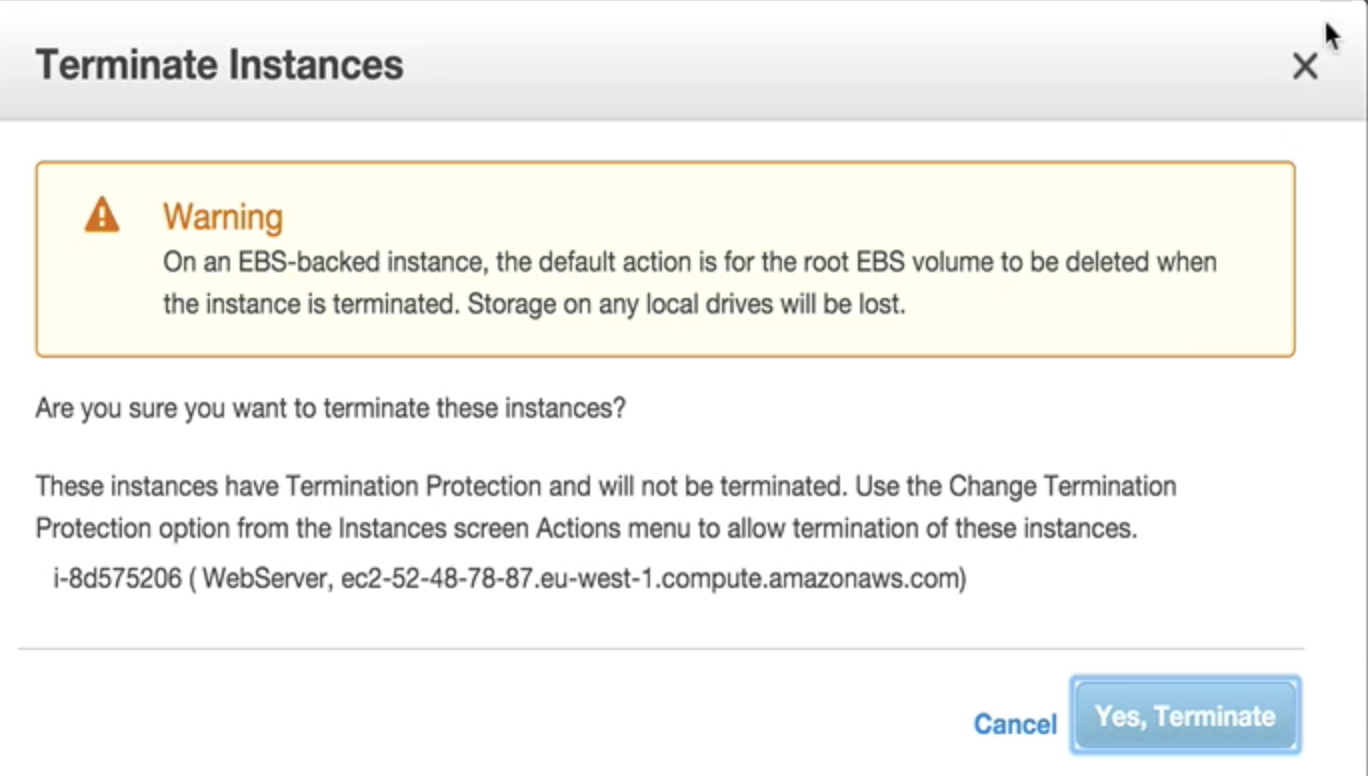 Terminate Instances
Warning
On an EBS-backed instance, the default action is for the root EBS volume to be deleted when
the instance is terminated. Storage on any local drives will be lost.
Are you sure you want to terminate these instances?
These instances have Termination Protection and will not be terminated. Use the Change Termination
Protection option from the Instances screen Actions menu to allow termination of these instances.
i-8d575206 ( WebServer, ec2-52-48-78-87.eu-west-1.compute.amazonaws.com)
Cancel Yes, Terminate